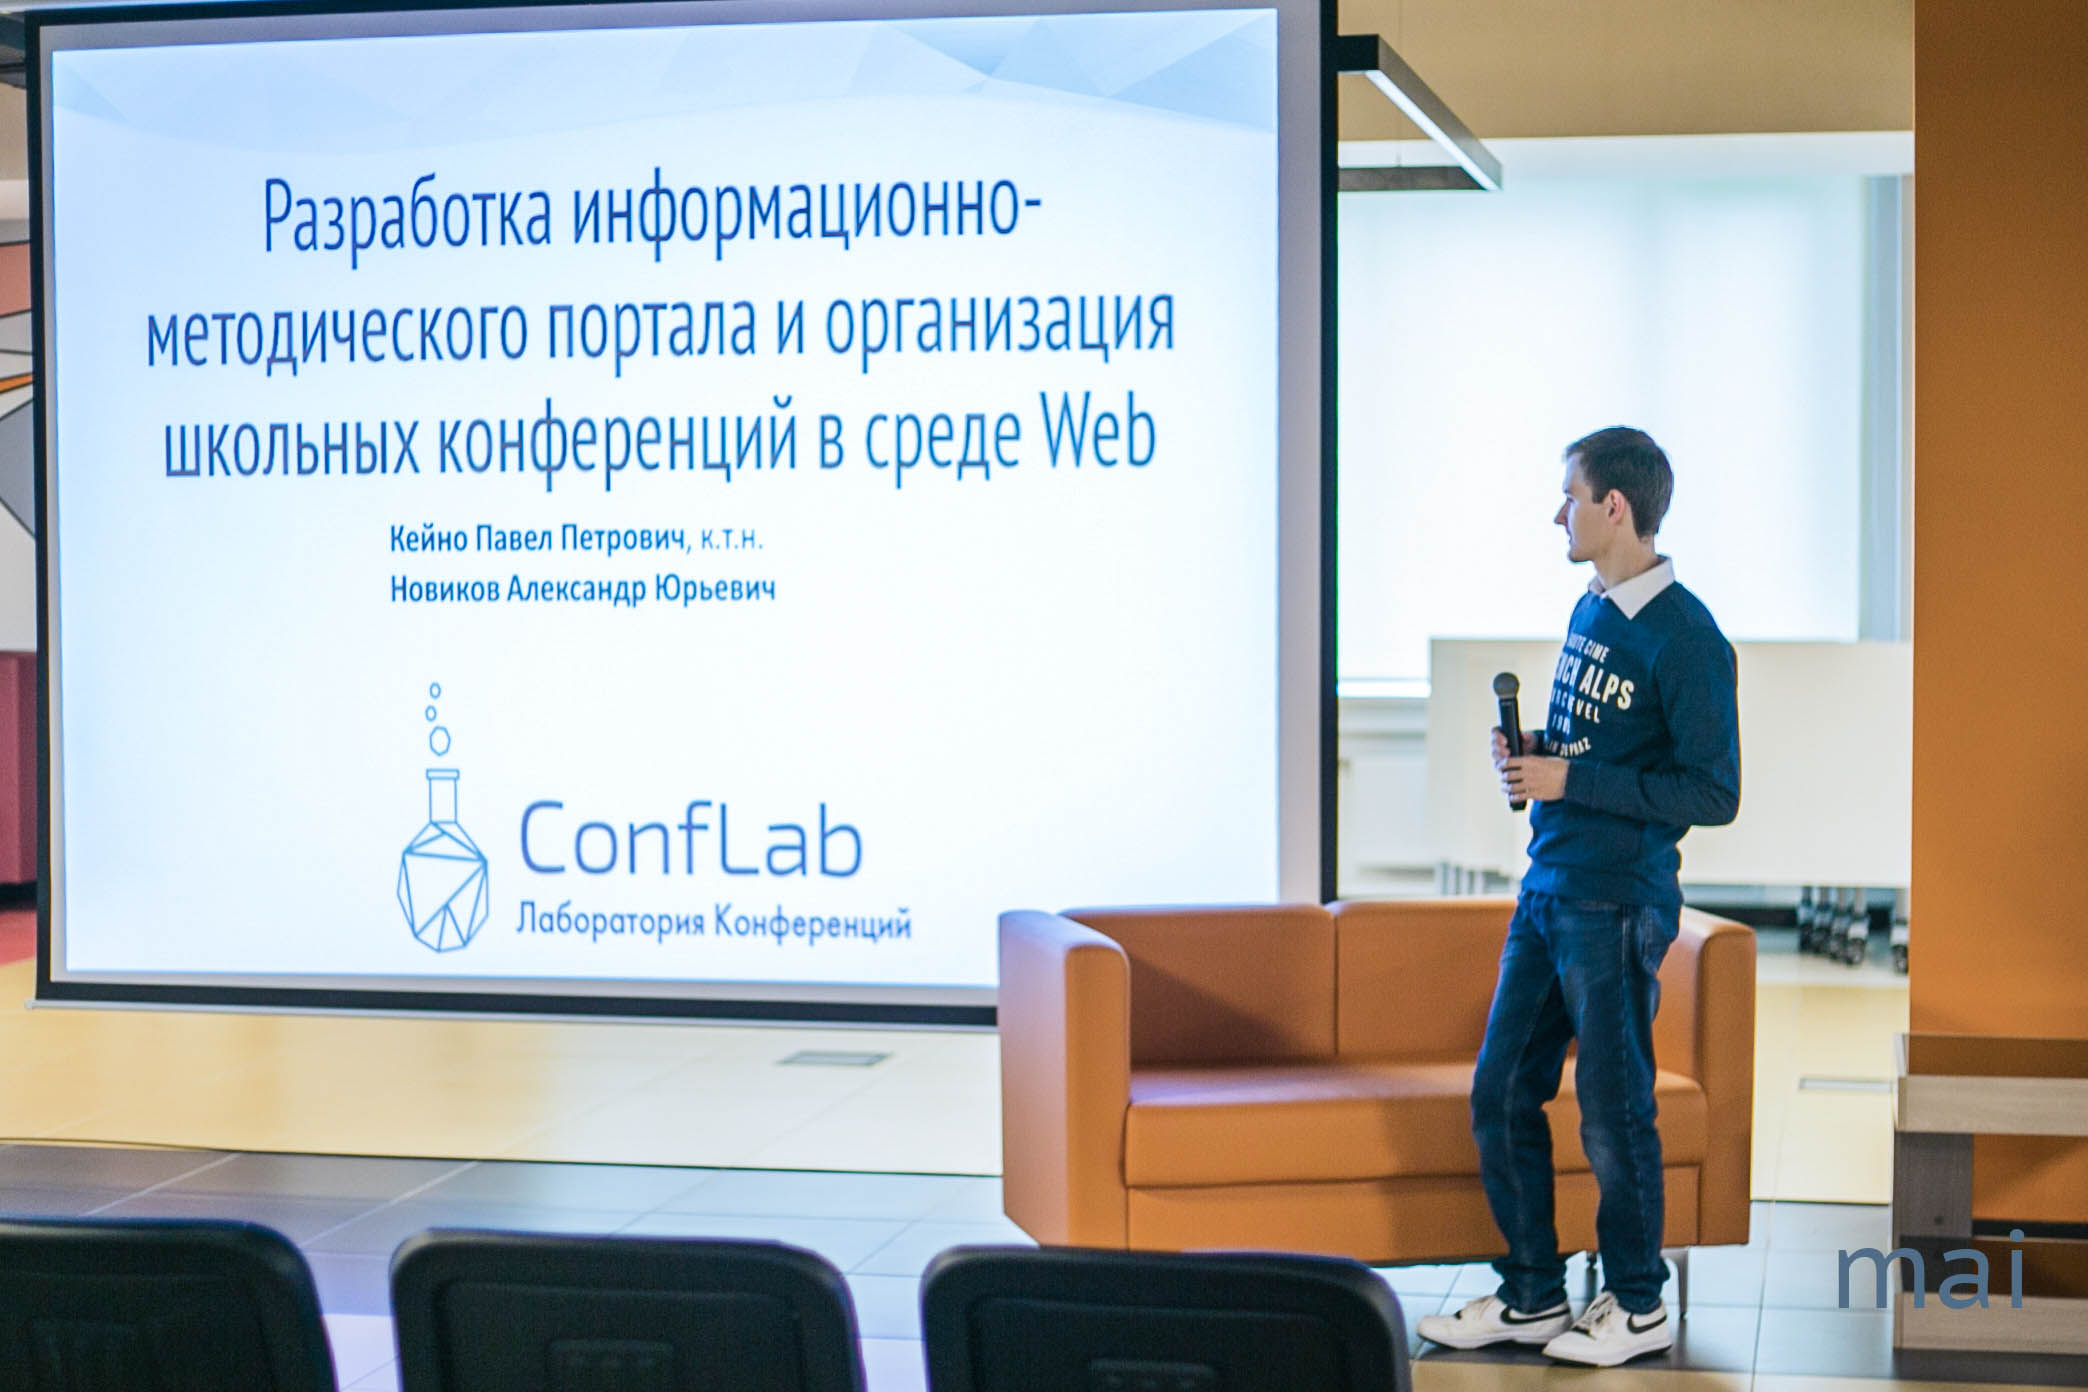 Разработка информационно-
методического портала и организация
школьных конференций в среде Web
Кейно Павел Петрович, к.т.н.
Новиков Александр Юрьевич
ConfLab
Лаборатория Конференций
ALPS
mai